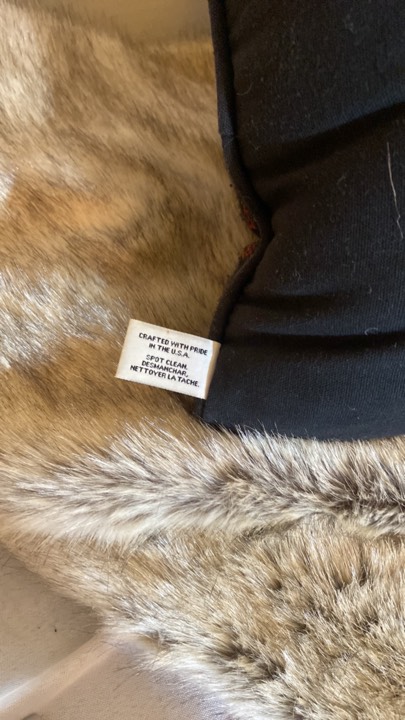 CRAFTED WITH PRIDE
IN THE U.S.A.
SPOT CLEAN.
DESMANCHAR,
NETTOYER LA TACHE.